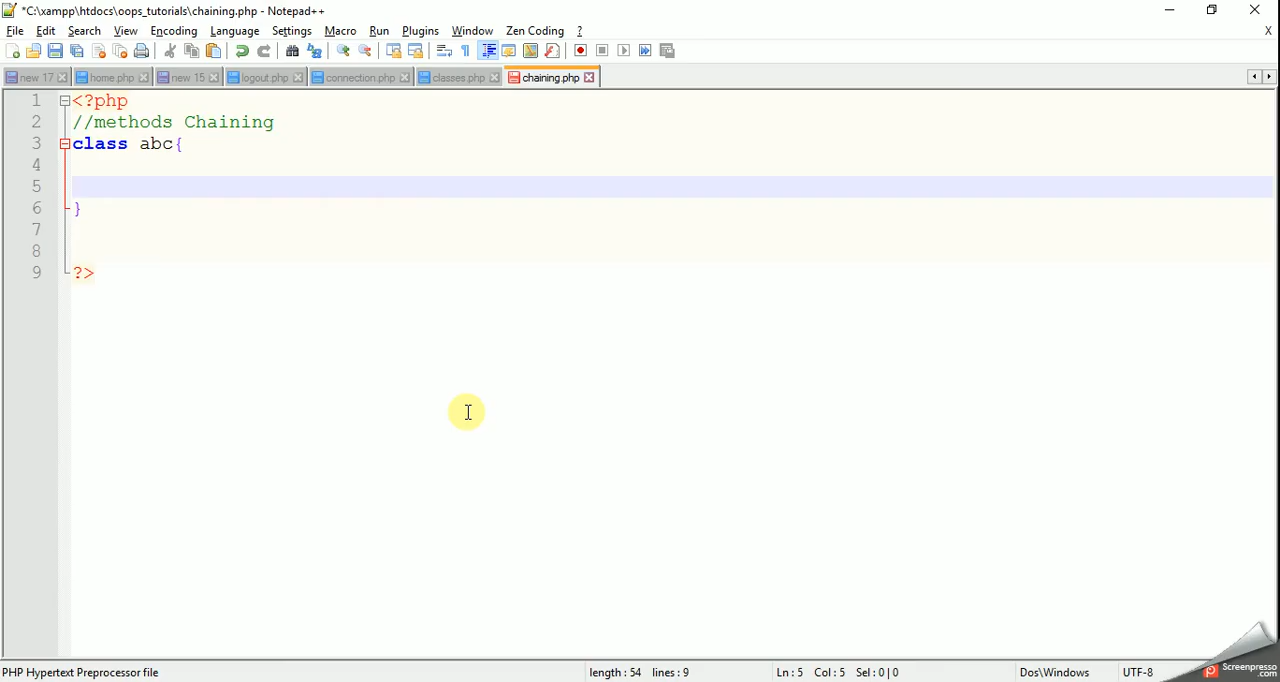 *C:\xampp\htdocs\oops_tutorials\chaining.php - Notepad++
File Edit Search View Encoding Language Settings Macro Run Plugins Window Zen Coding ? X
new 17 home.php new 15 logout.php connection.php classes.php chaining.php
1 <?php
2 //methods Chaining
3 class abc{
4
5
6 }
7
8
9 ?>
PHP Hypertext Preprocessor file length : 54 lines : 9 Ln : 5 Col : 5 Sel : 0 | 0 Dos\Windows UTF-8
Screenpresso
.com